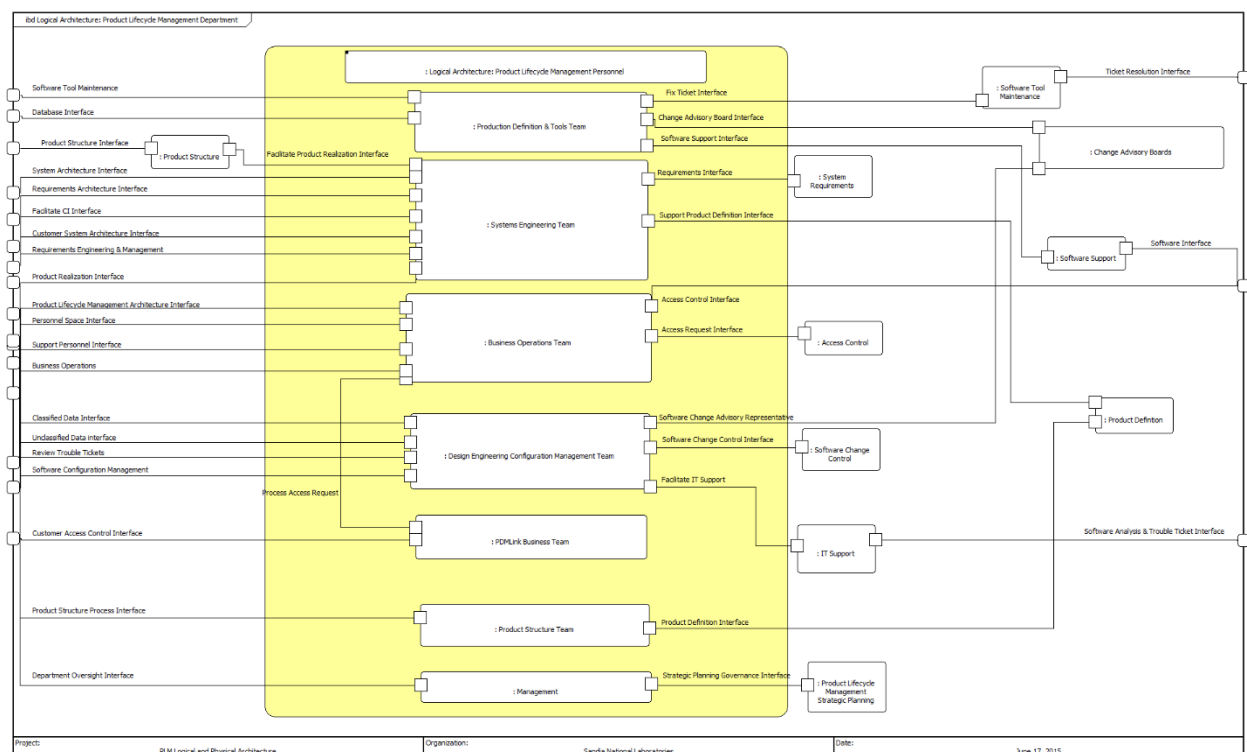 ibd Logical Architecture: Product Lifecycle Management Department
: Logical Architecture: Product Lifecycle Management Personnel
Software Tool Maintenance
Database Interface
Product Structure Interface
: Product Structure
Facilitate Product Realization Interface
System Architecture Interface
Requirements Architecture Interface
Facilitate CI Interface
Customer System Architecture Interface
Requirements Engineering & Management
Product Realization Interface
Product Lifecycle Management Architecture Interface
Personnel Space Interface
Support Personnel Interface
Business Operations
Classified Data Interface
Unclassified Data interface
Review Trouble Tickets
Software Configuration Management
Process Access Request
Customer Access Control Interface
Product Structure Process Interface
Department Oversight Interface
: Production Definition & Tools Team
: Systems Engineering Team
: Business Operations Team
: Design Engineering Configuration Management Team
: PDMLink Business Team
: Product Structure Team
: Management
Fix Ticket Interface
Change Advisory Board Interface
Software Support Interface
Requirements Interface
Support Product Definition Interface
Access Control Interface
Access Request Interface
Software Change Advisory Representative
Software Change Control Interface
Facilitate IT Support
Product Definition Interface
Strategic Planning Governance Interface
: Software Tool
Maintenance
Ticket Resolution Interface
: Change Advisory Boards
: System
Requirements
: Software Support
Software Interface
: Access Control
: Product Defintion
: Software Change
Control
: IT Support
Software Analysis & Trouble Ticket Interface
: Product Lifecycle
Management
Strategic Planning
Project:
PLM Logical and Physical Architecture
Organization:
Sandia National Laboratories
Date:
June 17, 2015